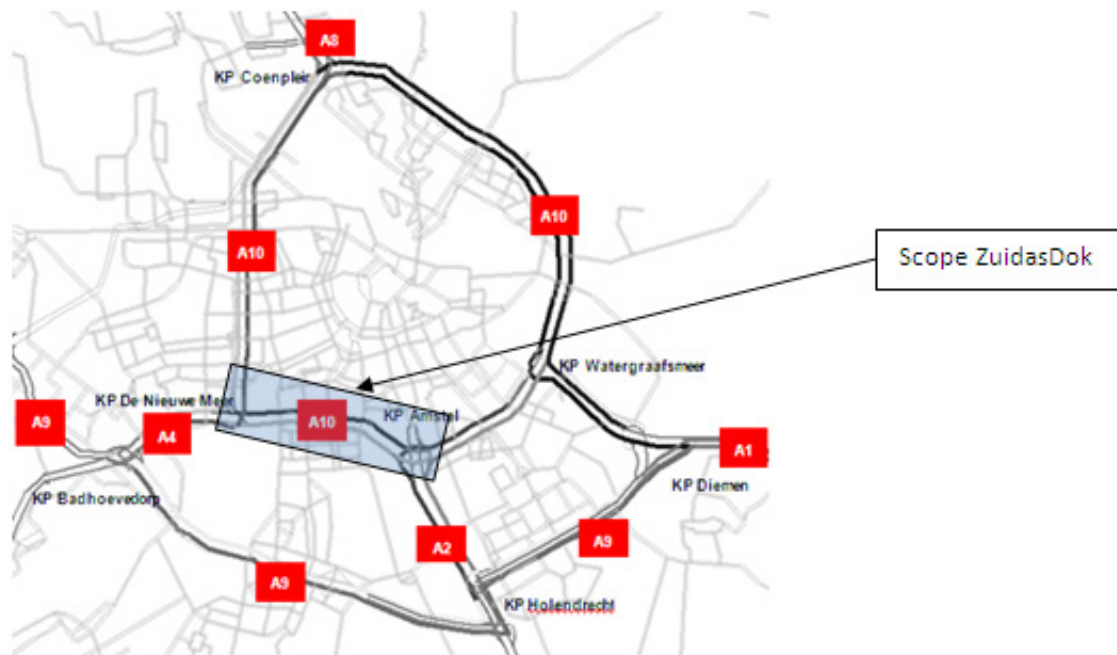 A8
KP Coenplein
A10
A10
Scope ZuidasDok
KP Watergraafsmeer
KP De Nieuwe Meer
KP Amstel
A9
A4
A10
A1
KP Badhoevedorp
KP Diemen
A2
A9
A9
KP Holendrecht